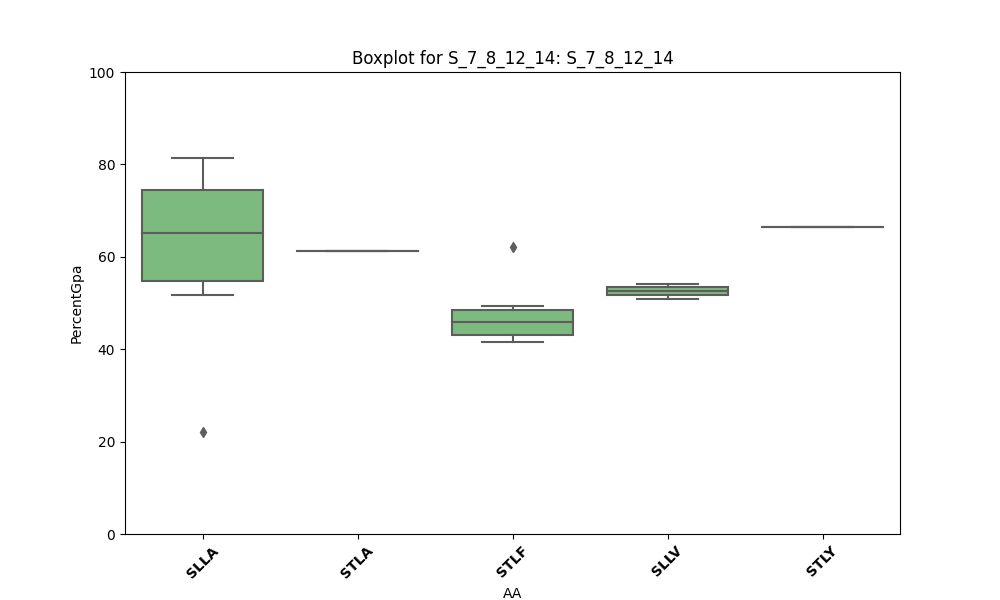 Boxplot for S_7_8_12_14: S_7_8_12_14
100
80
60
40
20
0
PercentGpa
SLLA
STLA
STLF
SLLV
STLY
AA